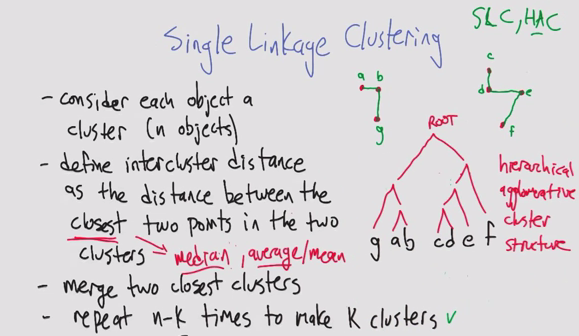 SLC, HAC
Single Linkage Clustering
- consider each object a
cluster (n objects)
- define intercluster distance
as the distance between the
closest two points in the two
clusters - median, average/mean
- merge two closest clusters
- repeat n-k times to make K clusters ✓
a b
g
c
d e
f
ROOT
g a b c d e f
hierarchical
agglomerative
cluster
structure